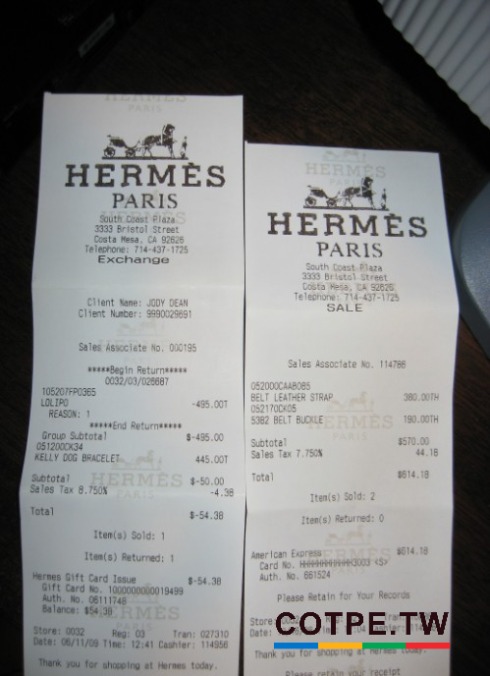 HERMÈS
PARIS
South Coast Plaza
3333 Bristol Street
Costa Mesa, CA 92626
Telephone: 714-437-1725
Exchange
Client Name: JODY DEAN
Client Number: 9990029691
Sales Associate No. 000195
*****Begin Return*****
0032/03/026687
105207FP0365
LOLIPO -495.00T
REASON: 1
*****End Return*****
Group Subtotal $-495.00
051200CK34
KELLY DOG BRACELET 445.00T
Subtotal $-50.00
Sales Tax 8.750% -4.38
Total $-54.38
Item(s) Sold: 1
Item(s) Returned: 1
Hermes Gift Card Issue $-54.38
Gift Card No.
Auth. No. 06111748
Balance: $54.38
Store: 0032 Reg: 03 Tran: 027310
Date: 06/11/09 Time: 12:41 Cashier: 114958
Thank you for shopping at Hermes today.
HERMÈS
PARIS
South Coast Plaza
3333 Bristol Street
Costa Mesa, CA 92626
Telephone: 714-437-1725
SALE
Sales Associate No. 114786
052000CAAB085
BELT LEATHER STRAP 380.00TH
052170CK05
5382 BELT BUCKLE 190.00TH
Subtotal $570.00
Sales Tax 7.750% 44.18
Total $614.18
Item(s) Sold: 2
Item(s) Returned: 0
American Express $614.18
Card No. 3003 <S>
Auth. No. 661524
Please Retain for Your Records
Store:
Date:
Thank you for shopping at Hermes today.
Please retain your receipt
COTPE.TW